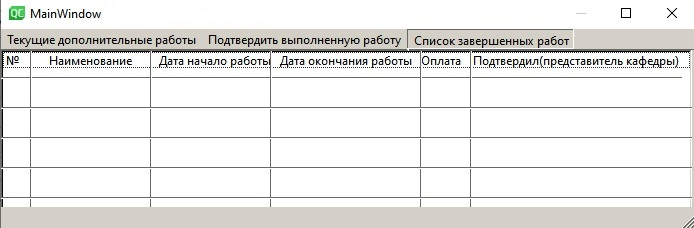 QC MainWindow
Текущие дополнительные работы Подтвердить выполненную работу Список завершенных работ
№ Наименование Дата начало работы Дата окончания работы Оплата Подтвердил(представитель кафедры)